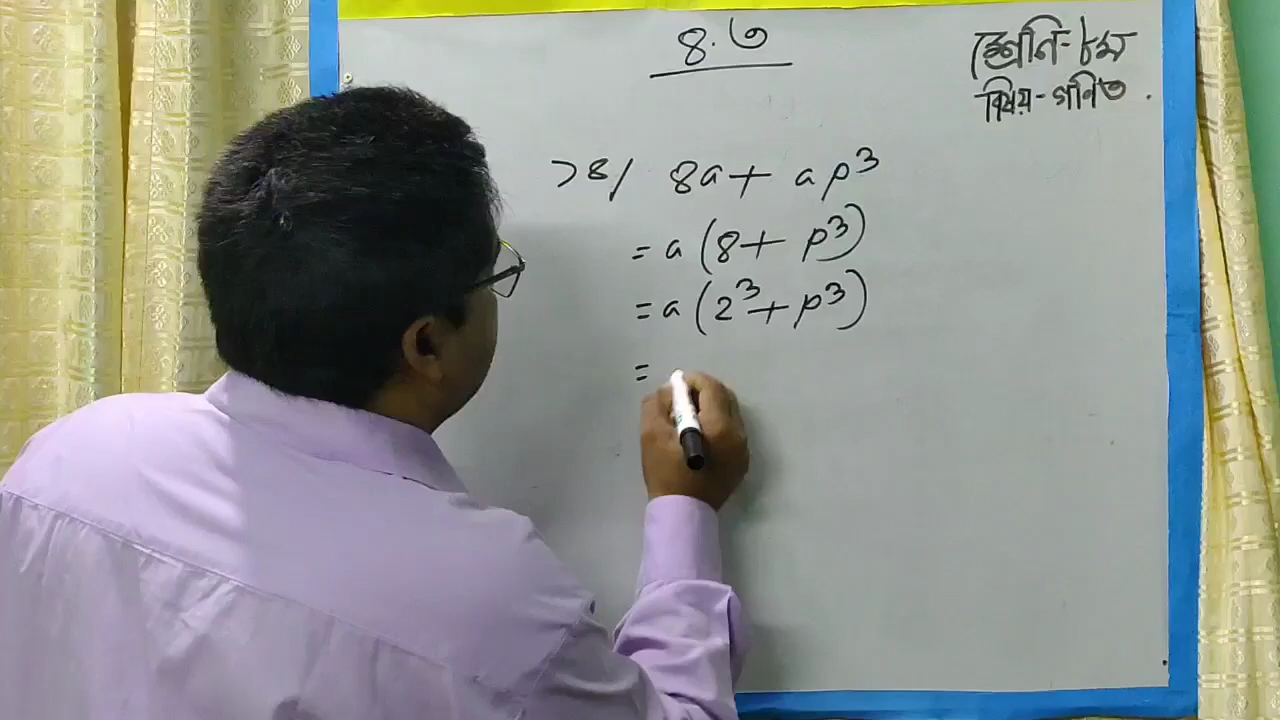 ৪.৩
শ্রেণি-৮ম
বিষয়-গণিত
১৪/ 8a + ap³
= a (8 + p³)
= a (2³ + p³)
=